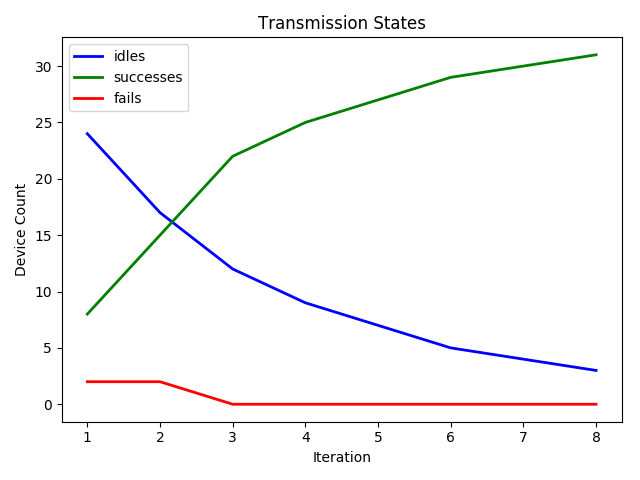 Transmission States
idles
successes
fails
Device Count
30
25
20
15
10
5
0
1 2 3 4 5 6 7 8
Iteration